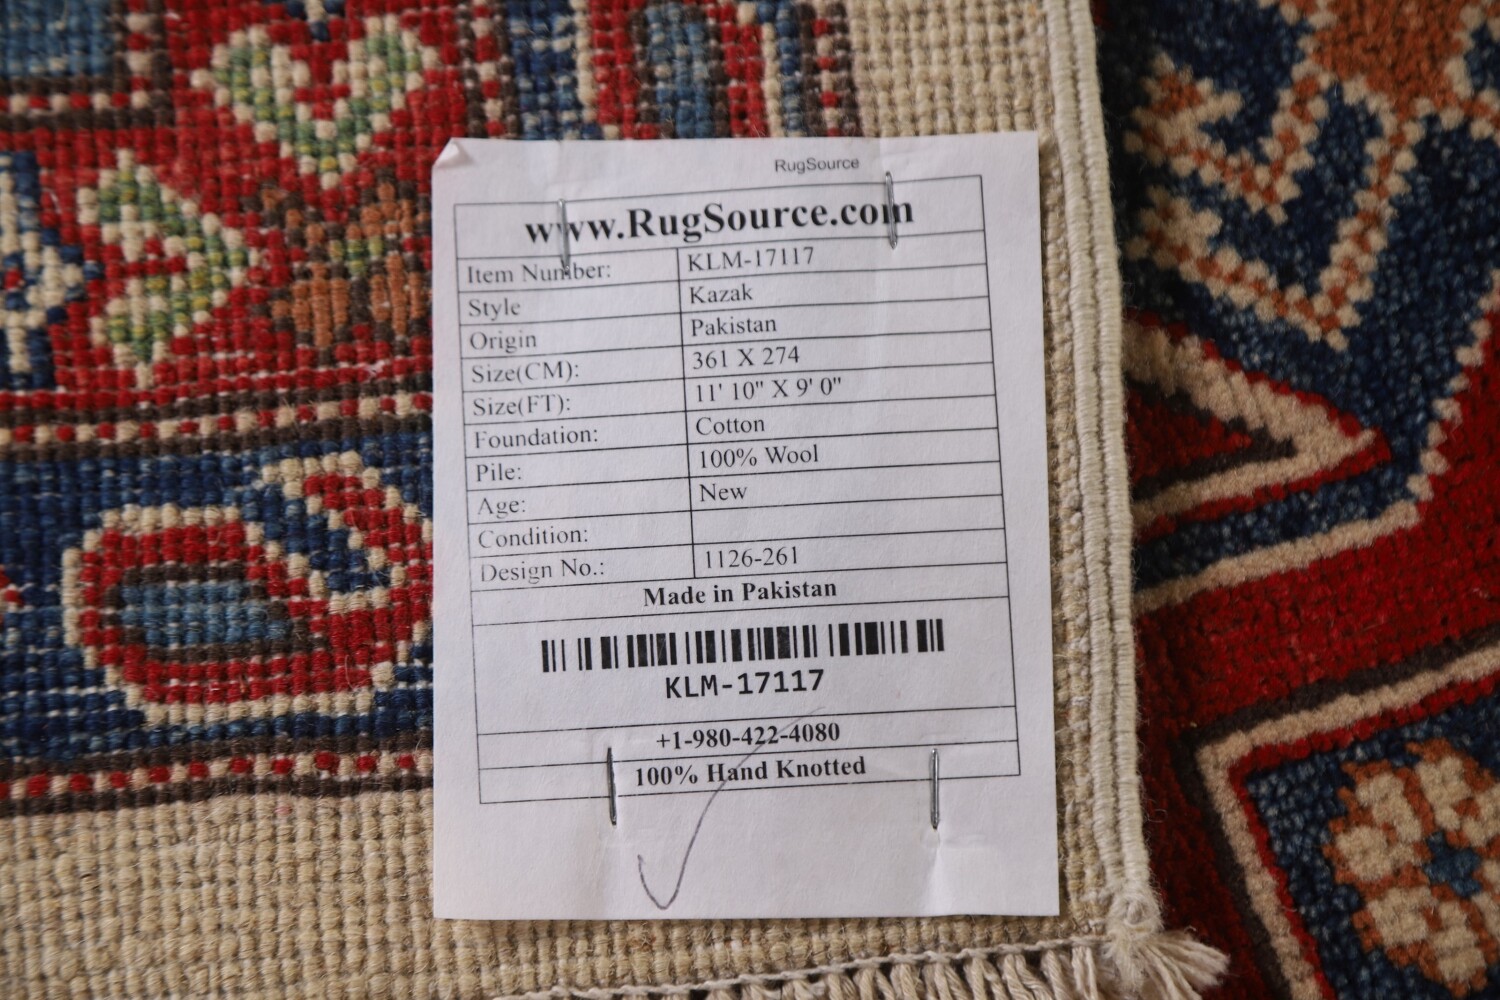 RugSource
www.RugSource.com
Item Number: KLM-17117
Style Kazak
Origin Pakistan
Size(CM): 361 X 274
Size(FT): 11' 10" X 9' 0"
Foundation: Cotton
Pile: 100% Wool
Age: New
Condition:
Design No.: 1126-261
Made in Pakistan
KLM-17117
+1-980-422-4080
100% Hand Knotted